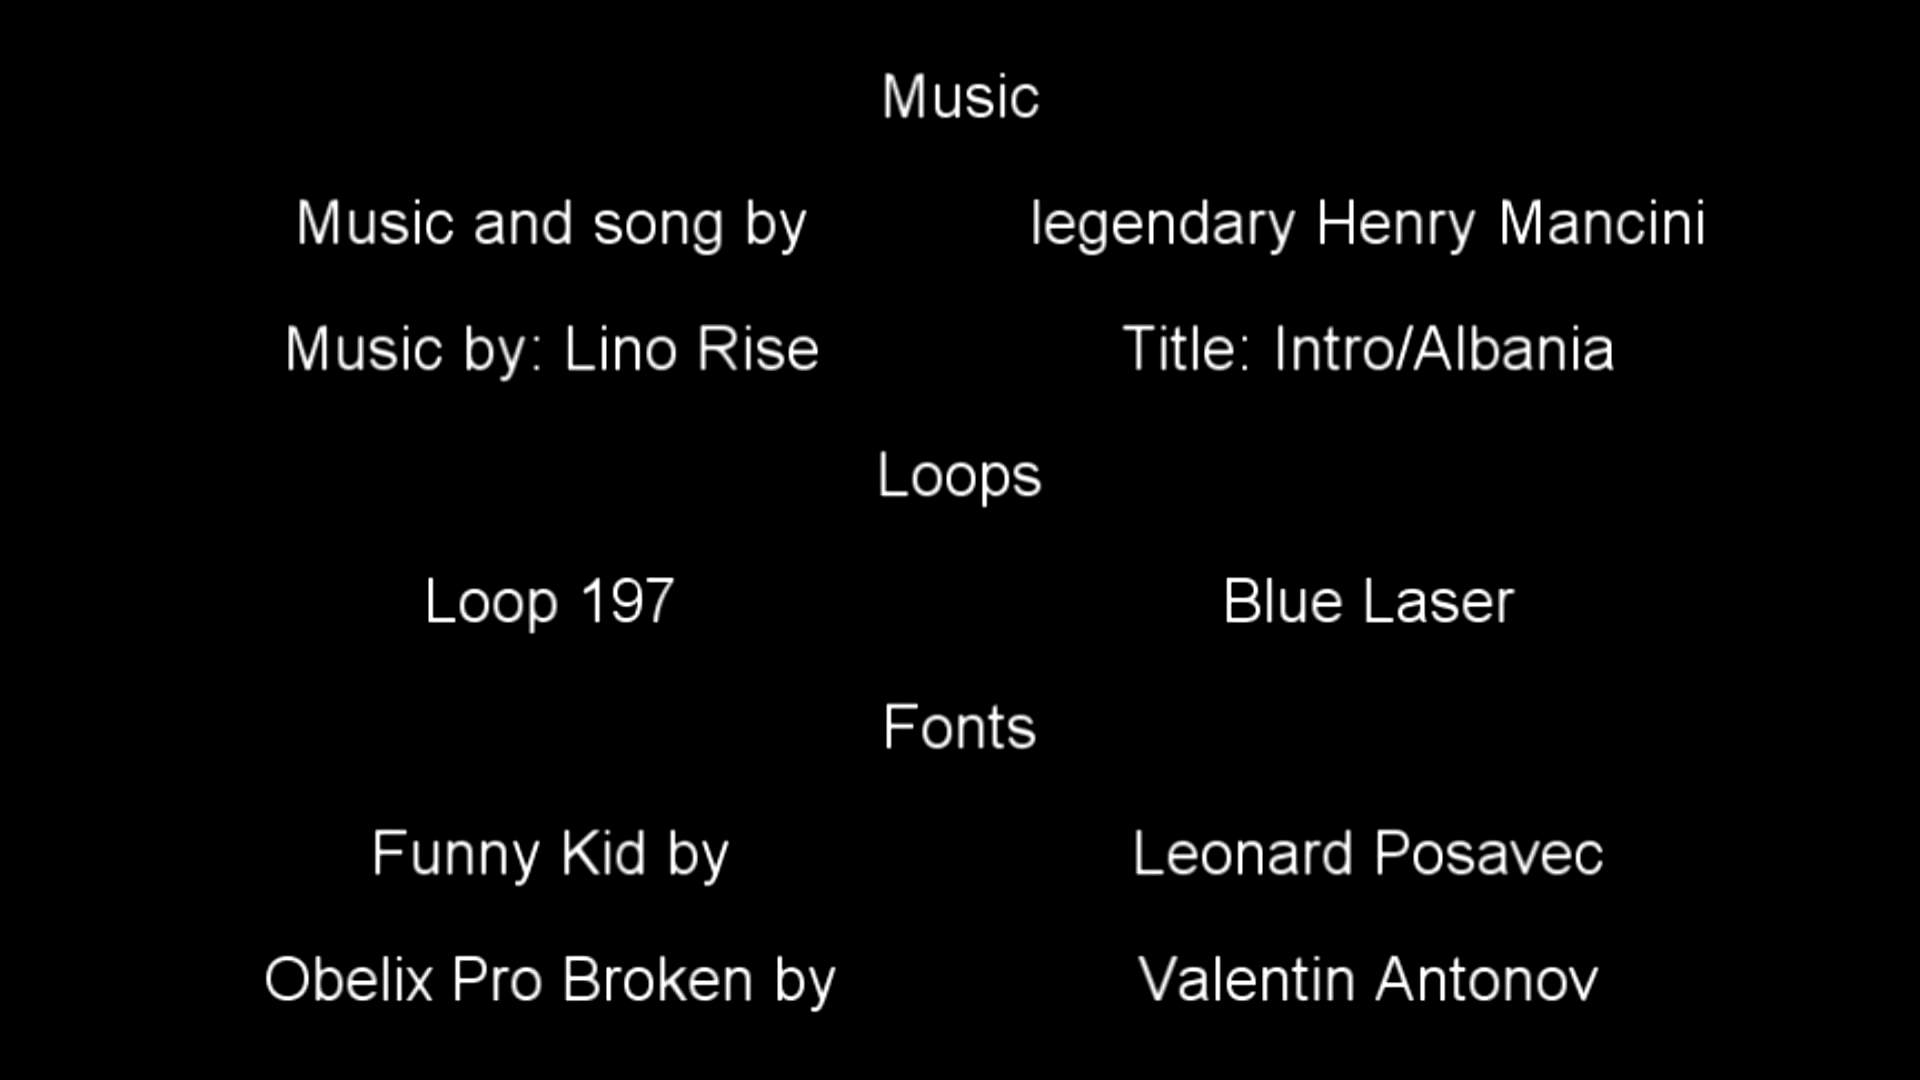 Music
Music and song by legendary Henry Mancini
Music by: Lino Rise Title: Intro/Albania
Loops
Loop 197 Blue Laser
Fonts
Funny Kid by Leonard Posavec
Obelix Pro Broken by Valentin Antonov